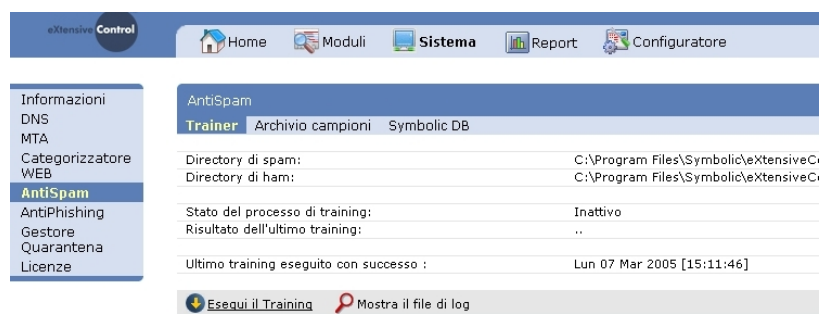 eXtensive Control
Home Moduli Sistema Report Configuratore
Informazioni
DNS
MTA
Categorizzatore
WEB
AntiSpam
AntiPhishing
Gestore
Quarantena
Licenze
AntiSpam
Trainer Archivio campioni Symbolic DB
Directory di spam: C:\Program Files\Symbolic\eXtensiveCo
Directory di ham: C:\Program Files\Symbolic\eXtensiveCo
Stato del processo di training: Inattivo
Risultato dell'ultimo training: ..
Ultimo training eseguito con successo : Lun 07 Mar 2005 [15:11:46]
Esegui il Training Mostra il file di log